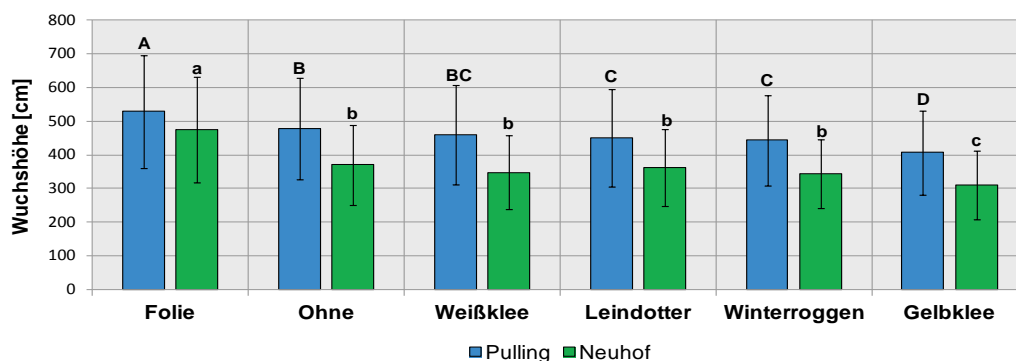 800
700
600
500
400
300
200
100
0
Wuchshöhe [cm]
A a B b BC b C b C b D c
Folie Ohne Weißklee Leindotter Winterroggen Gelbklee
Pulling Neuhof